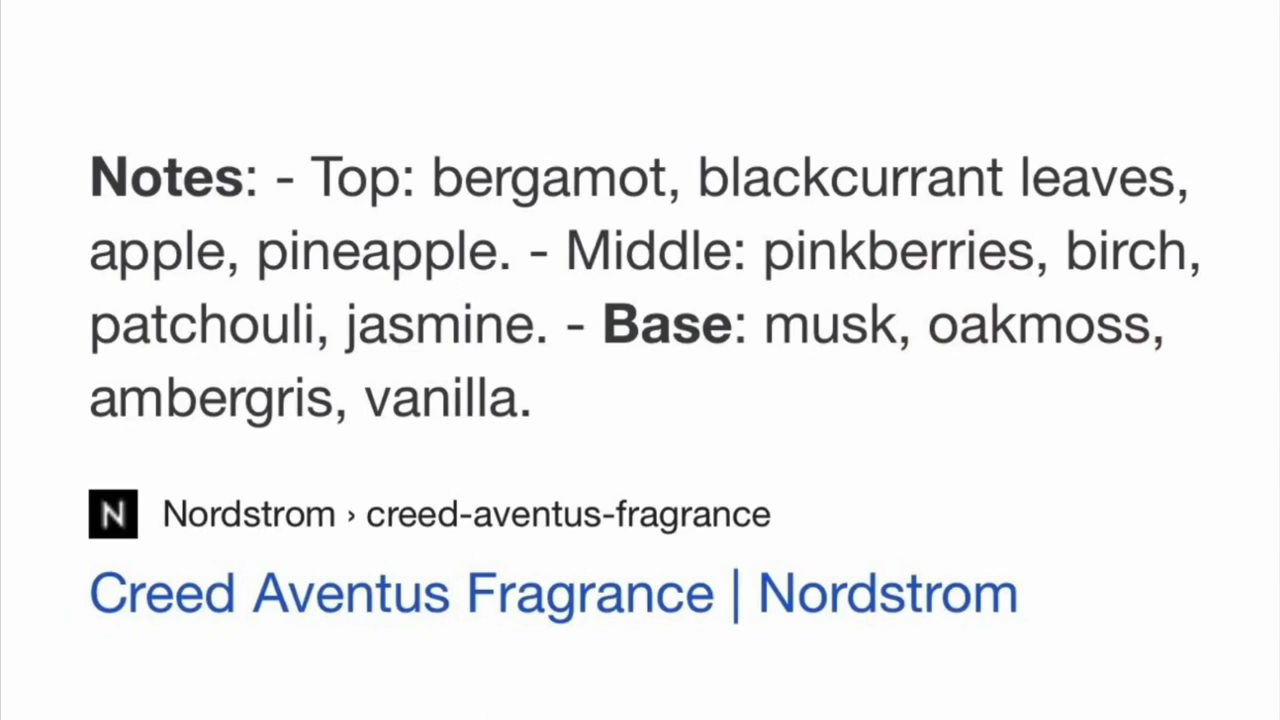 Notes: - Top: bergamot, blackcurrant leaves,
apple, pineapple. - Middle: pinkberries, birch,
patchouli, jasmine. - Base: musk, oakmoss,
ambergris, vanilla.
N
Nordstrom › creed-aventus-fragrance
Creed Aventus Fragrance | Nordstrom